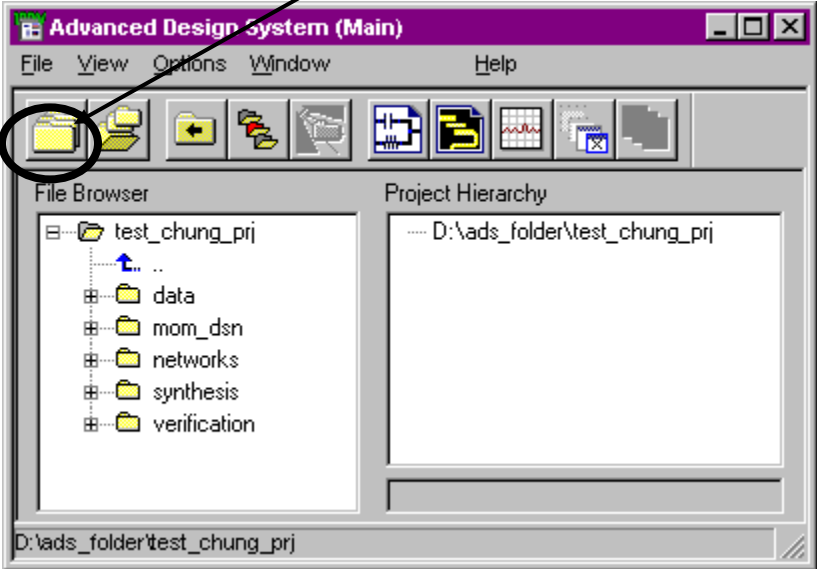 Advanced Design System (Main)
File View Options Window Help
File Browser
Project Hierarchy
test_chung_prj
..
data
mom_dsn
networks
synthesis
verification
D:\ads_folder\test_chung_prj
D:\ads_folder\test_chung_prj